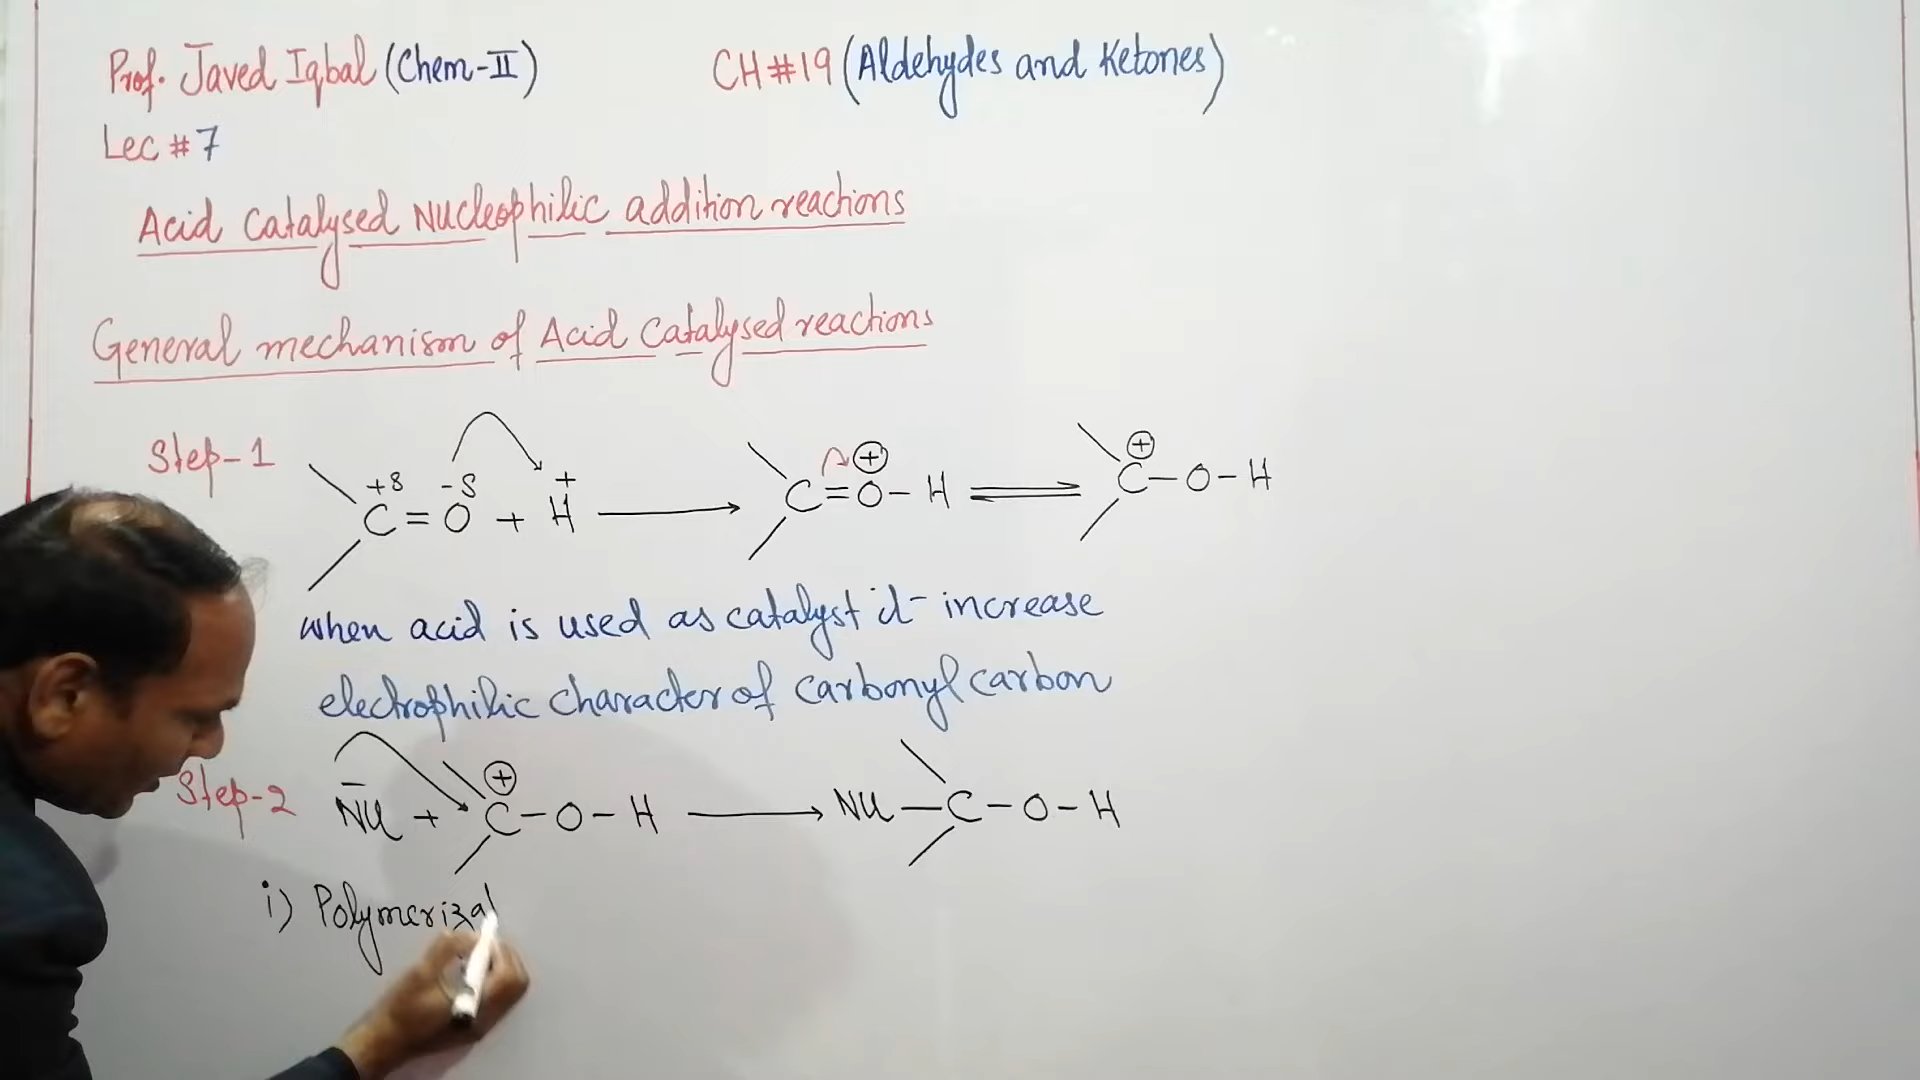 Prof. Javed Iqbal (Chem-II) CH#19 (Aldehydes and Ketones)
Lec #7
Acid Catalysed Nucleophilic addition reactions
General mechanism of Acid Catalysed reactions
Step-1 +δ -δ + +
C=O + H → C=O-H ⇌ C-O-H
when acid is used as catalyst it increase
electrophilic character of carbonyl carbon
Step-2 Nu + C-O-H → Nu-C-O-H
i) Polymerizat